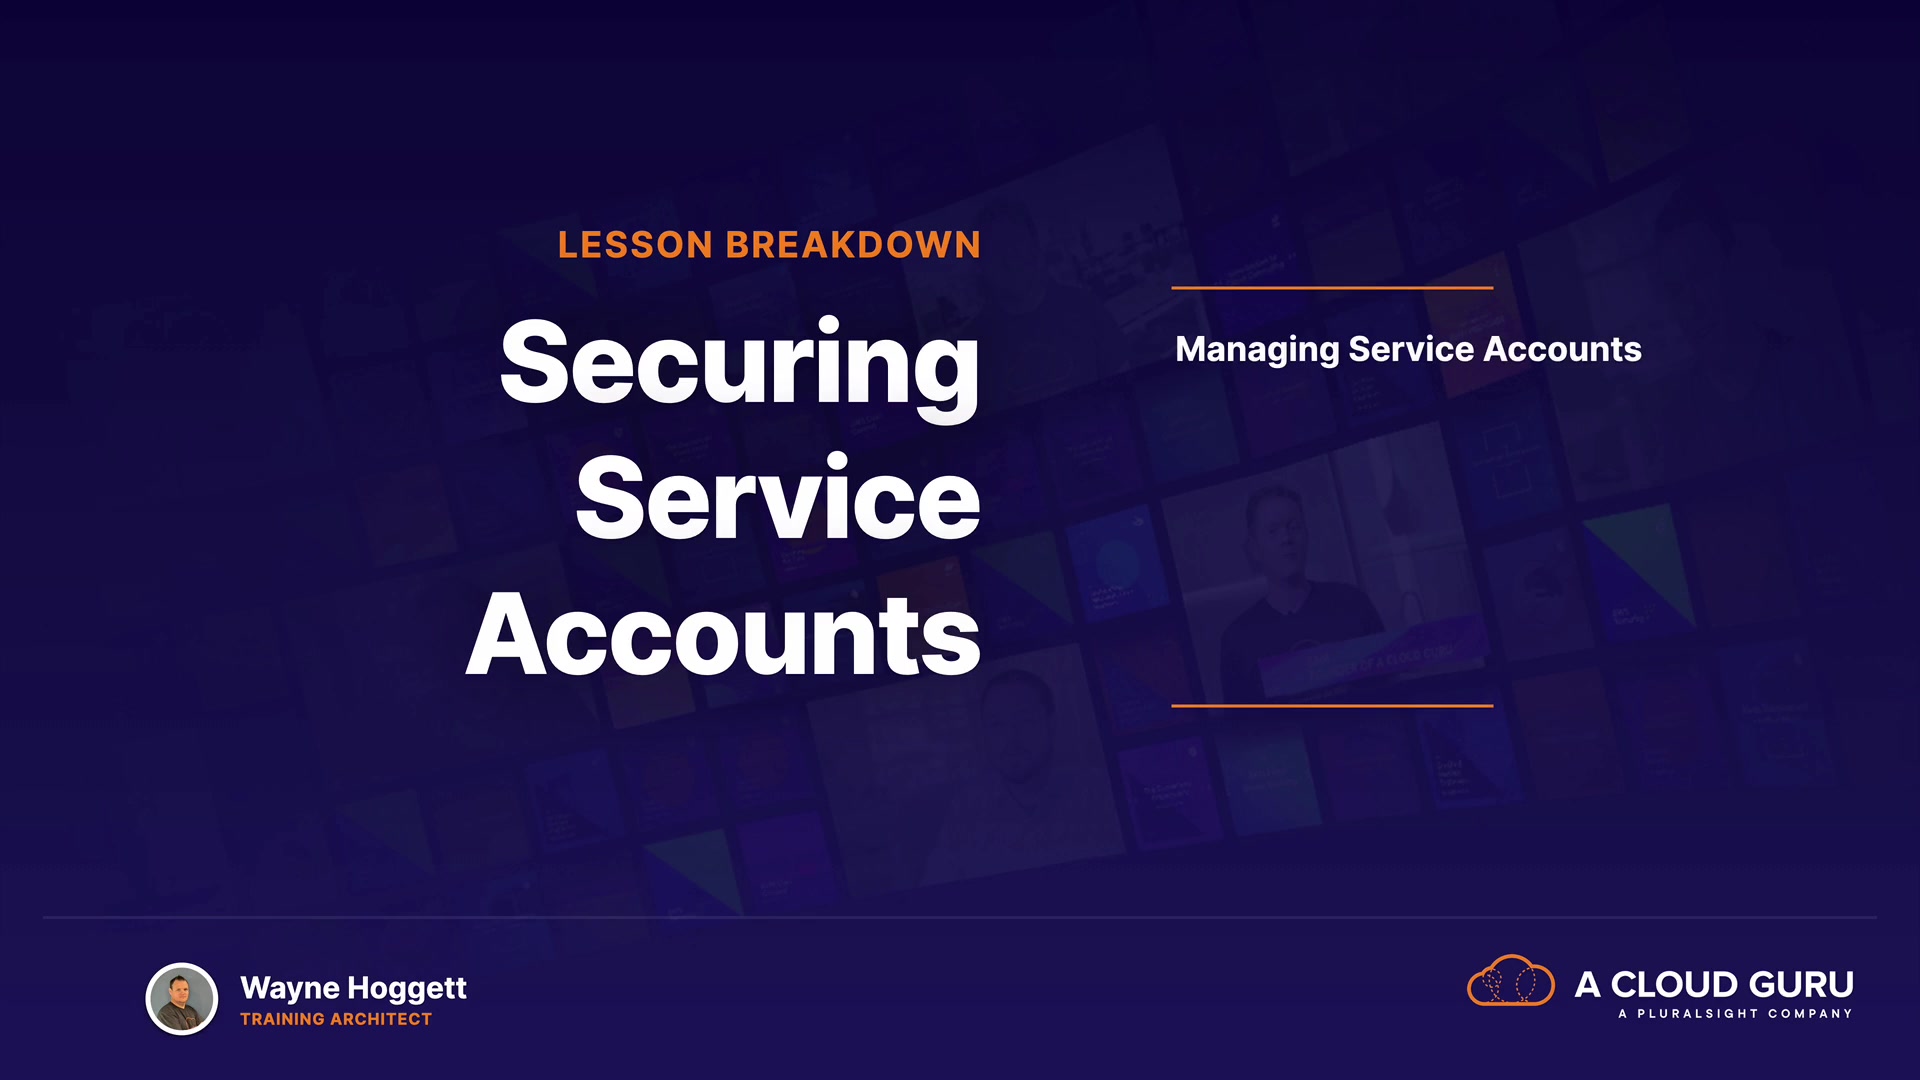 LESSON BREAKDOWN
Securing
Service
Accounts
Managing Service Accounts
Wayne Hoggett
TRAINING ARCHITECT
A CLOUD GURU
A PLURALSIGHT COMPANY